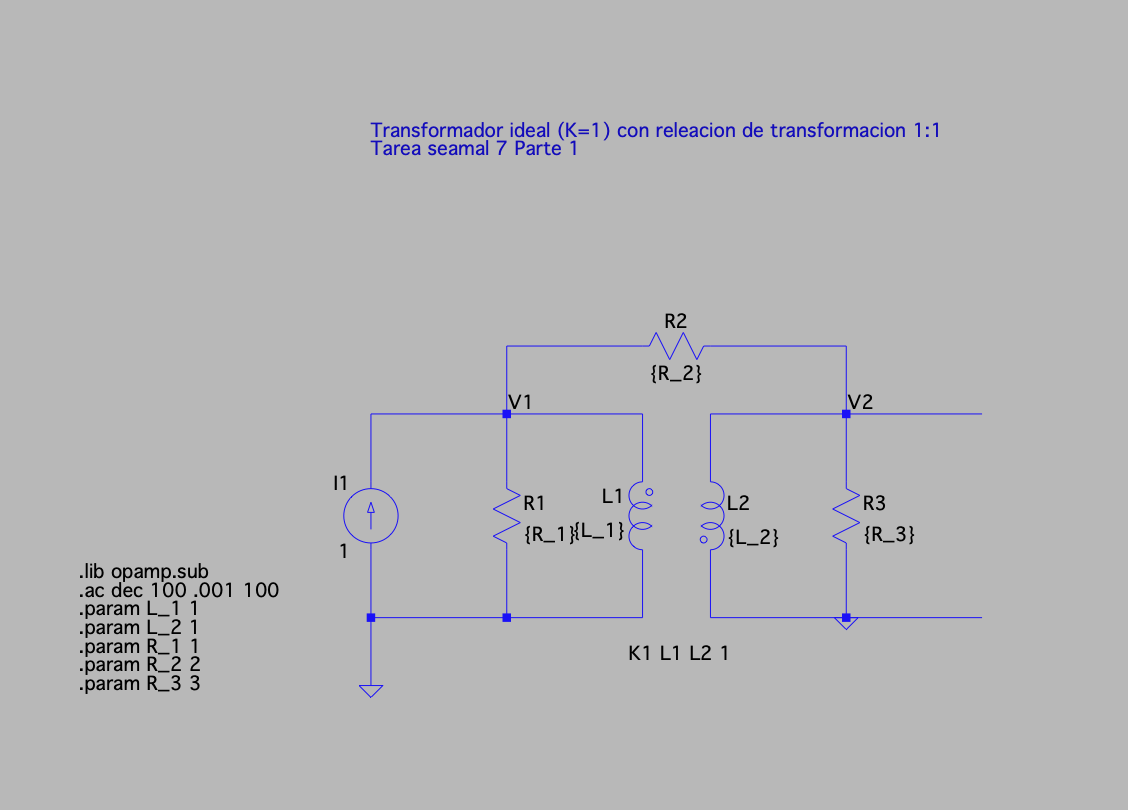 Transformador ideal (K=1) con releacion de transformacion 1:1
Tarea seamal 7 Parte 1
R2
{R_2}
V1
V2
I1
1
R1
{R_1}
L1
{L_1}
L2
{L_2}
R3
{R_3}
K1 L1 L2 1
.lib opamp.sub
.ac dec 100 .001 100
.param L_1 1
.param L_2 1
.param R_1 1
.param R_2 2
.param R_3 3